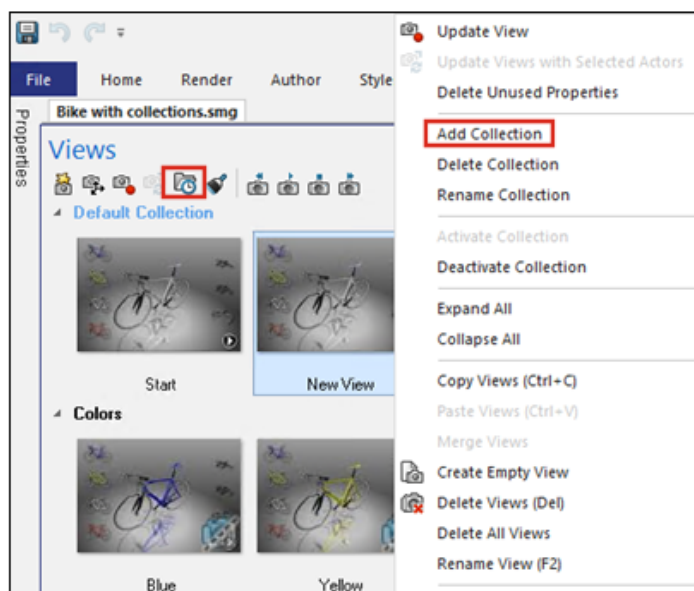 File Home Render Author Style
Properties
Bike with collections.smg
Views
Default Collection
Start New View
Colors
Blue Yellow
Update View
Update Views with Selected Actors
Delete Unused Properties
Add Collection
Delete Collection
Rename Collection
Activate Collection
Deactivate Collection
Expand All
Collapse All
Copy Views (Ctrl+C)
Paste Views (Ctrl+V)
Merge Views
Create Empty View
Delete Views (Del)
Delete All Views
Rename View (F2)